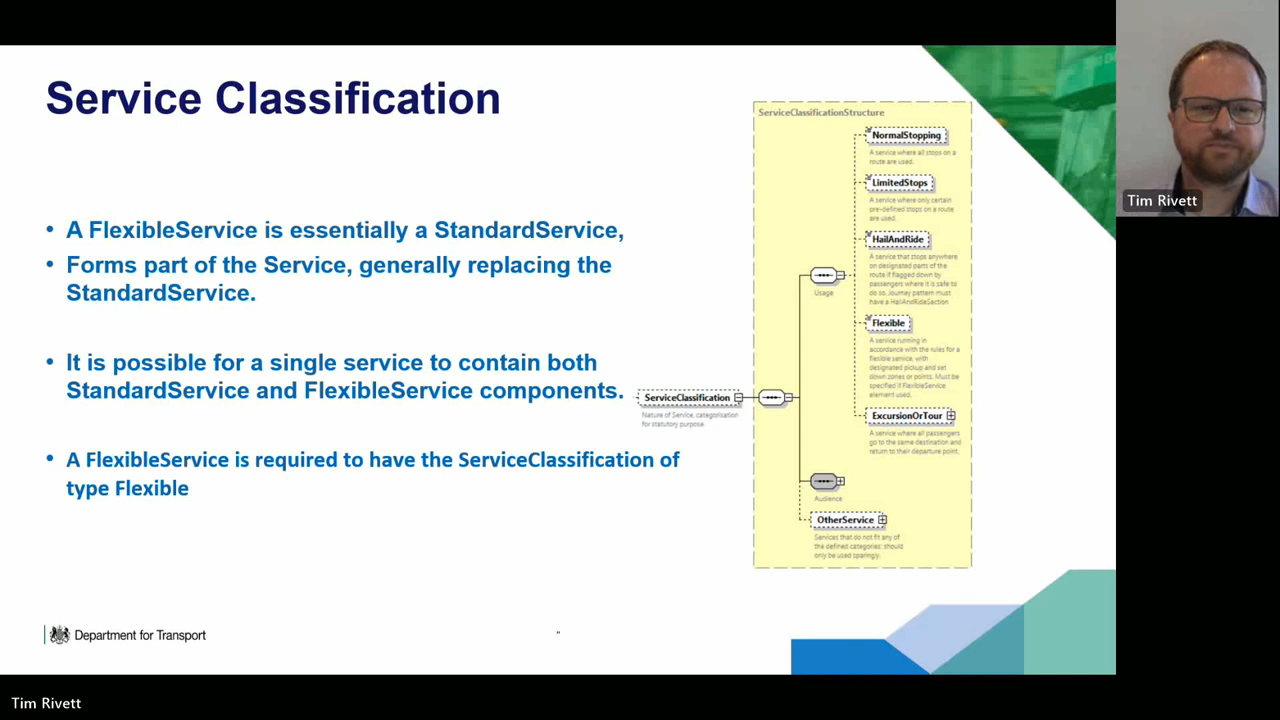 Service Classification
• A FlexibleService is essentially a StandardService,
• Forms part of the Service, generally replacing the
StandardService.
• It is possible for a single service to contain both
StandardService and FlexibleService components.
• A FlexibleService is required to have the ServiceClassification of
type Flexible
ServiceClassificationStructure
NormalStopping
A service where all stops on a
route are used.
LimitedStops
A service where only certain
pre-defined stops on a route
are used.
HailAndRide
A service that stops anywhere
on designated parts of the
route if flagged down by
passengers where it is safe to
do so. Journey pattern must
have a HailAndRideSection
Usage
Flexible
A service running in
accordance with the rules for a
flexible service, with
designated pickup and set
down zones or points. Must be
specified if FlexibleService
element used.
ServiceClassification
Nature of Service, categorisation
for statutory purpose.
ExcursionOrTour
A service where all passengers
go to the same destination and
return to their departure point.
Audience
OtherService
Services that do not fit any of
the defined categories: should
only be used sparingly.
Department for Transport
"
Tim Rivett
Tim Rivett